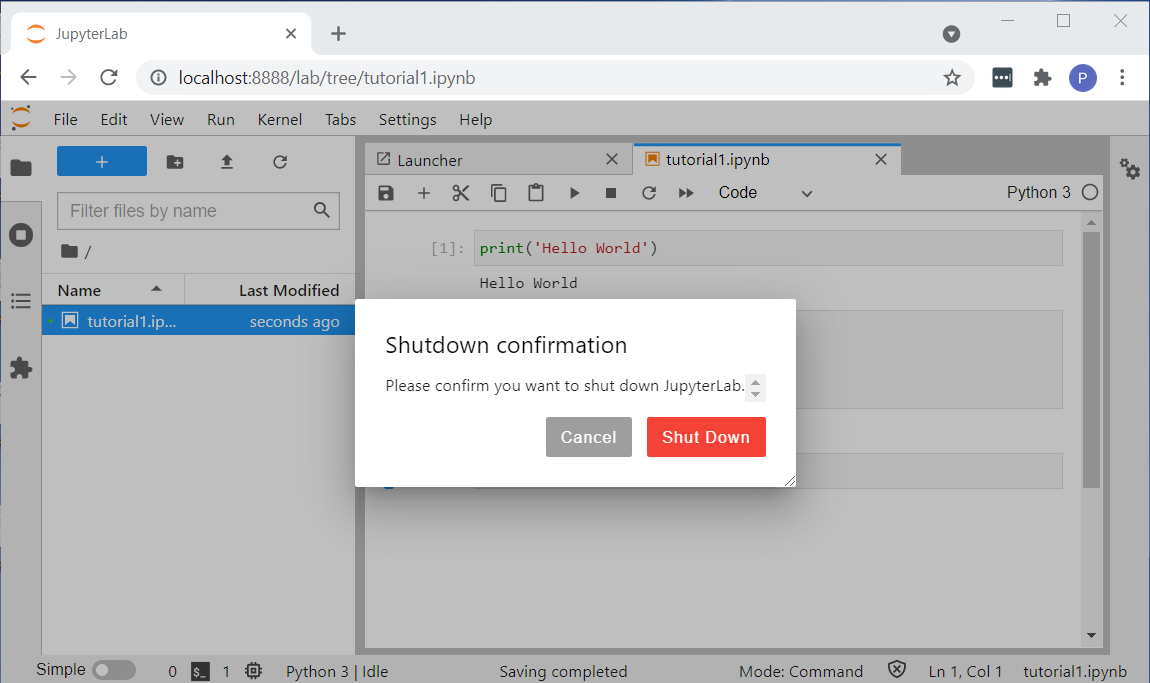 JupyterLab
localhost:8888/lab/tree/tutorial1.ipynb
P
File Edit View Run Kernel Tabs Settings Help
Launcher
tutorial1.ipynb
Code
Python 3
Filter files by name
/
Name
Last Modified
tutorial1.ip...
seconds ago
[1]:
print('Hello World')
Hello World
Shutdown confirmation
Please confirm you want to shut down JupyterLab.
Cancel
Shut Down
Simple
0
$_
1
Python 3 | Idle
Saving completed
Mode: Command
Ln 1, Col 1
tutorial1.ipynb